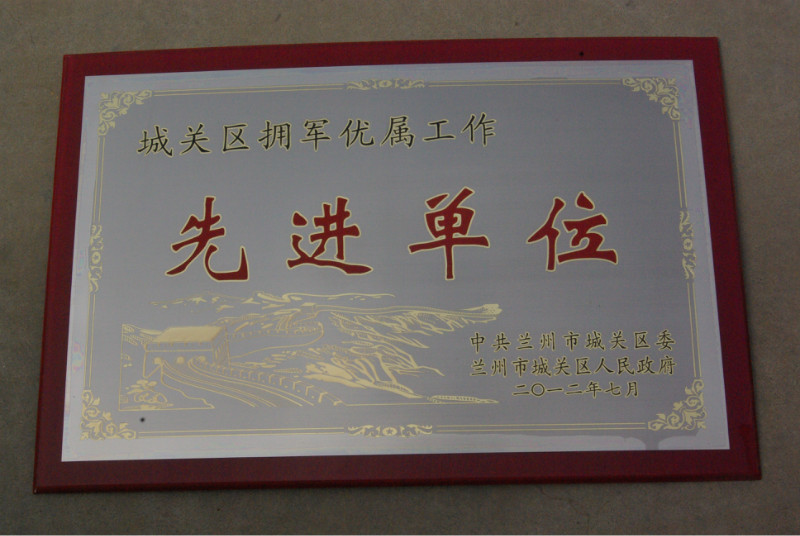 城关区拥军优属工作
先进单位
中共兰州市城关区委
兰州市城关区人民政府
二〇一二年七月